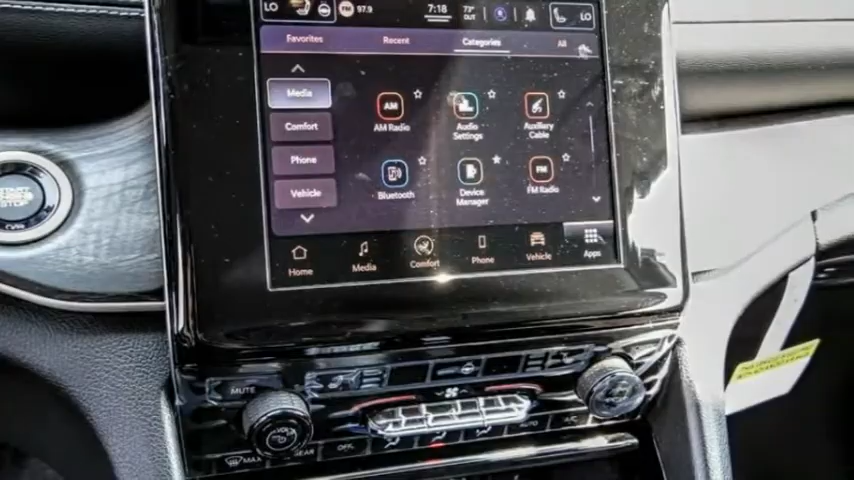 LO FM 97.9 7:18 73° OUT LO
Favorites Recent Categories All
Media
Comfort
Phone
Vehicle
AM
AM Radio
Audio
Settings
Auxiliary
Cable
Bluetooth
Device
Manager
FM
FM Radio
Home Media Comfort Phone Vehicle Apps
START
STOP
MUTE
MAX REAR OFF AUTO A/C